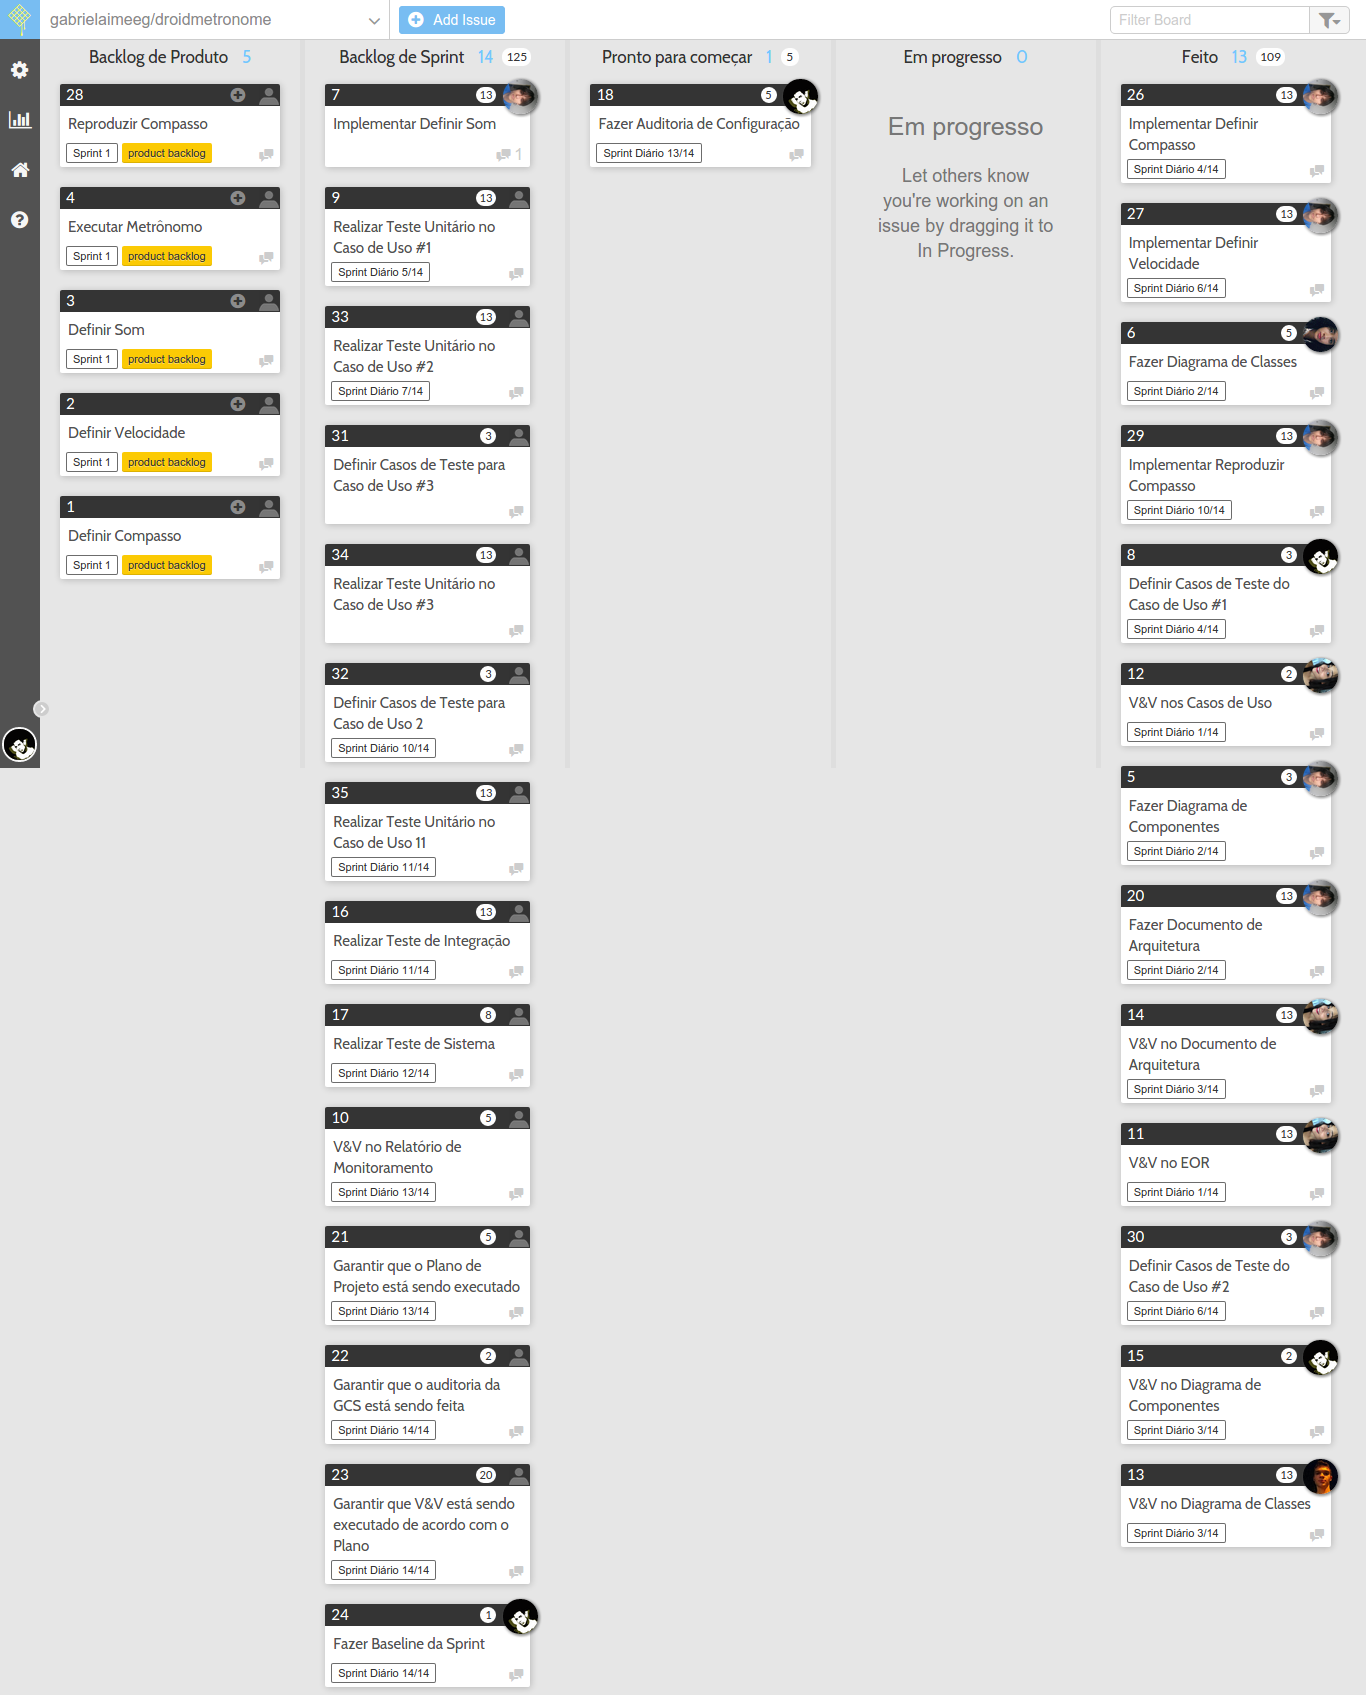 gabrielaimeeg/droidmetronome
Add Issue
Filter Board
Backlog de Produto 5
28
Reproduzir Compasso
Sprint 1 product backlog
4
Executar Metrônomo
Sprint 1 product backlog
3
Definir Som
Sprint 1 product backlog
2
Definir Velocidade
Sprint 1 product backlog
1
Definir Compasso
Sprint 1 product backlog
Backlog de Sprint 14 125
7 13
Implementar Definir Som
1
9 13
Realizar Teste Unitário no
Caso de Uso #1
Sprint Diário 5/14
33 13
Realizar Teste Unitário no
Caso de Uso #2
Sprint Diário 7/14
31 3
Definir Casos de Teste para
Caso de Uso #3
34 13
Realizar Teste Unitário no
Caso de Uso #3
32 3
Definir Casos de Teste para
Caso de Uso 2
Sprint Diário 10/14
35 13
Realizar Teste Unitário no
Caso de Uso 11
Sprint Diário 11/14
16 13
Realizar Teste de Integração
Sprint Diário 11/14
17 8
Realizar Teste de Sistema
Sprint Diário 12/14
10 5
V&V no Relatório de
Monitoramento
Sprint Diário 13/14
21 5
Garantir que o Plano de
Projeto está sendo executado
Sprint Diário 13/14
22 2
Garantir que o auditoria da
GCS está sendo feita
Sprint Diário 14/14
23 20
Garantir que V&V está sendo
executado de acordo com o
Plano
Sprint Diário 14/14
24 1
Fazer Baseline da Sprint
Sprint Diário 14/14
Pronto para começar 1 5
18 5
Fazer Auditoria de Configuração
Sprint Diário 13/14
Em progresso 0
Em progresso
Let others know
you're working on an
issue by dragging it to
In Progress.
Feito 13 109
26 13
Implementar Definir
Compasso
Sprint Diário 4/14
27 13
Implementar Definir
Velocidade
Sprint Diário 6/14
6 5
Fazer Diagrama de Classes
Sprint Diário 2/14
29 13
Implementar Reproduzir
Compasso
Sprint Diário 10/14
8 3
Definir Casos de Teste do
Caso de Uso #1
Sprint Diário 4/14
12 2
V&V nos Casos de Uso
Sprint Diário 1/14
5 3
Fazer Diagrama de
Componentes
Sprint Diário 2/14
20 13
Fazer Documento de
Arquitetura
Sprint Diário 2/14
14 13
V&V no Documento de
Arquitetura
Sprint Diário 3/14
11 13
V&V no EOR
Sprint Diário 1/14
30 3
Definir Casos de Teste do
Caso de Uso #2
Sprint Diário 6/14
15 2
V&V no Diagrama de
Componentes
Sprint Diário 3/14
13 13
V&V no Diagrama de Classes
Sprint Diário 3/14